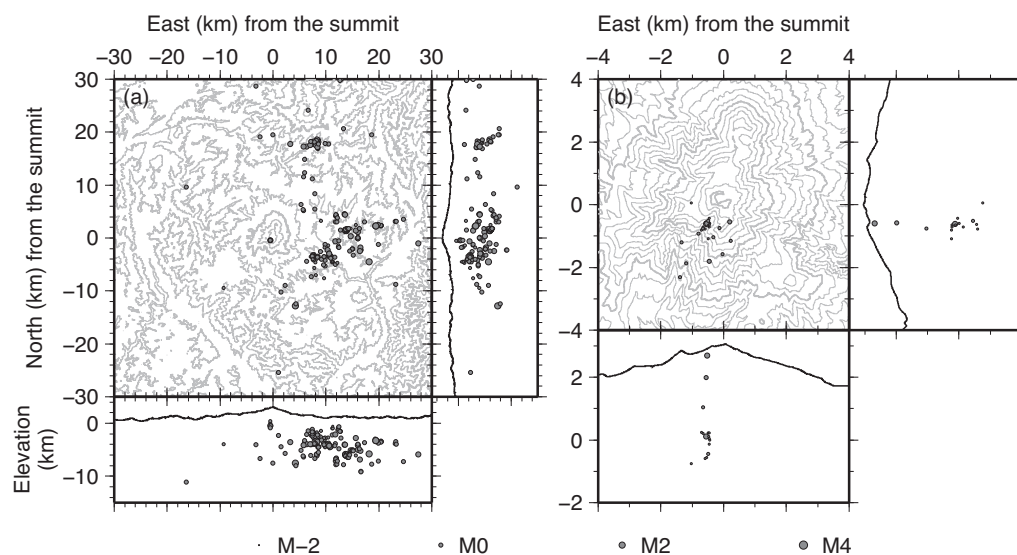 East (km) from the summit
East (km) from the summit
−30 −20 −10 0 10 20 30
−4 −2 0 2 4
(a)
(b)
North (km) from the summit
30
20
10
0
−10
−20
−30
4
2
0
−2
−4
Elevation
(km)
0
−10
2
0
−2
M−2 M0 M2 M4